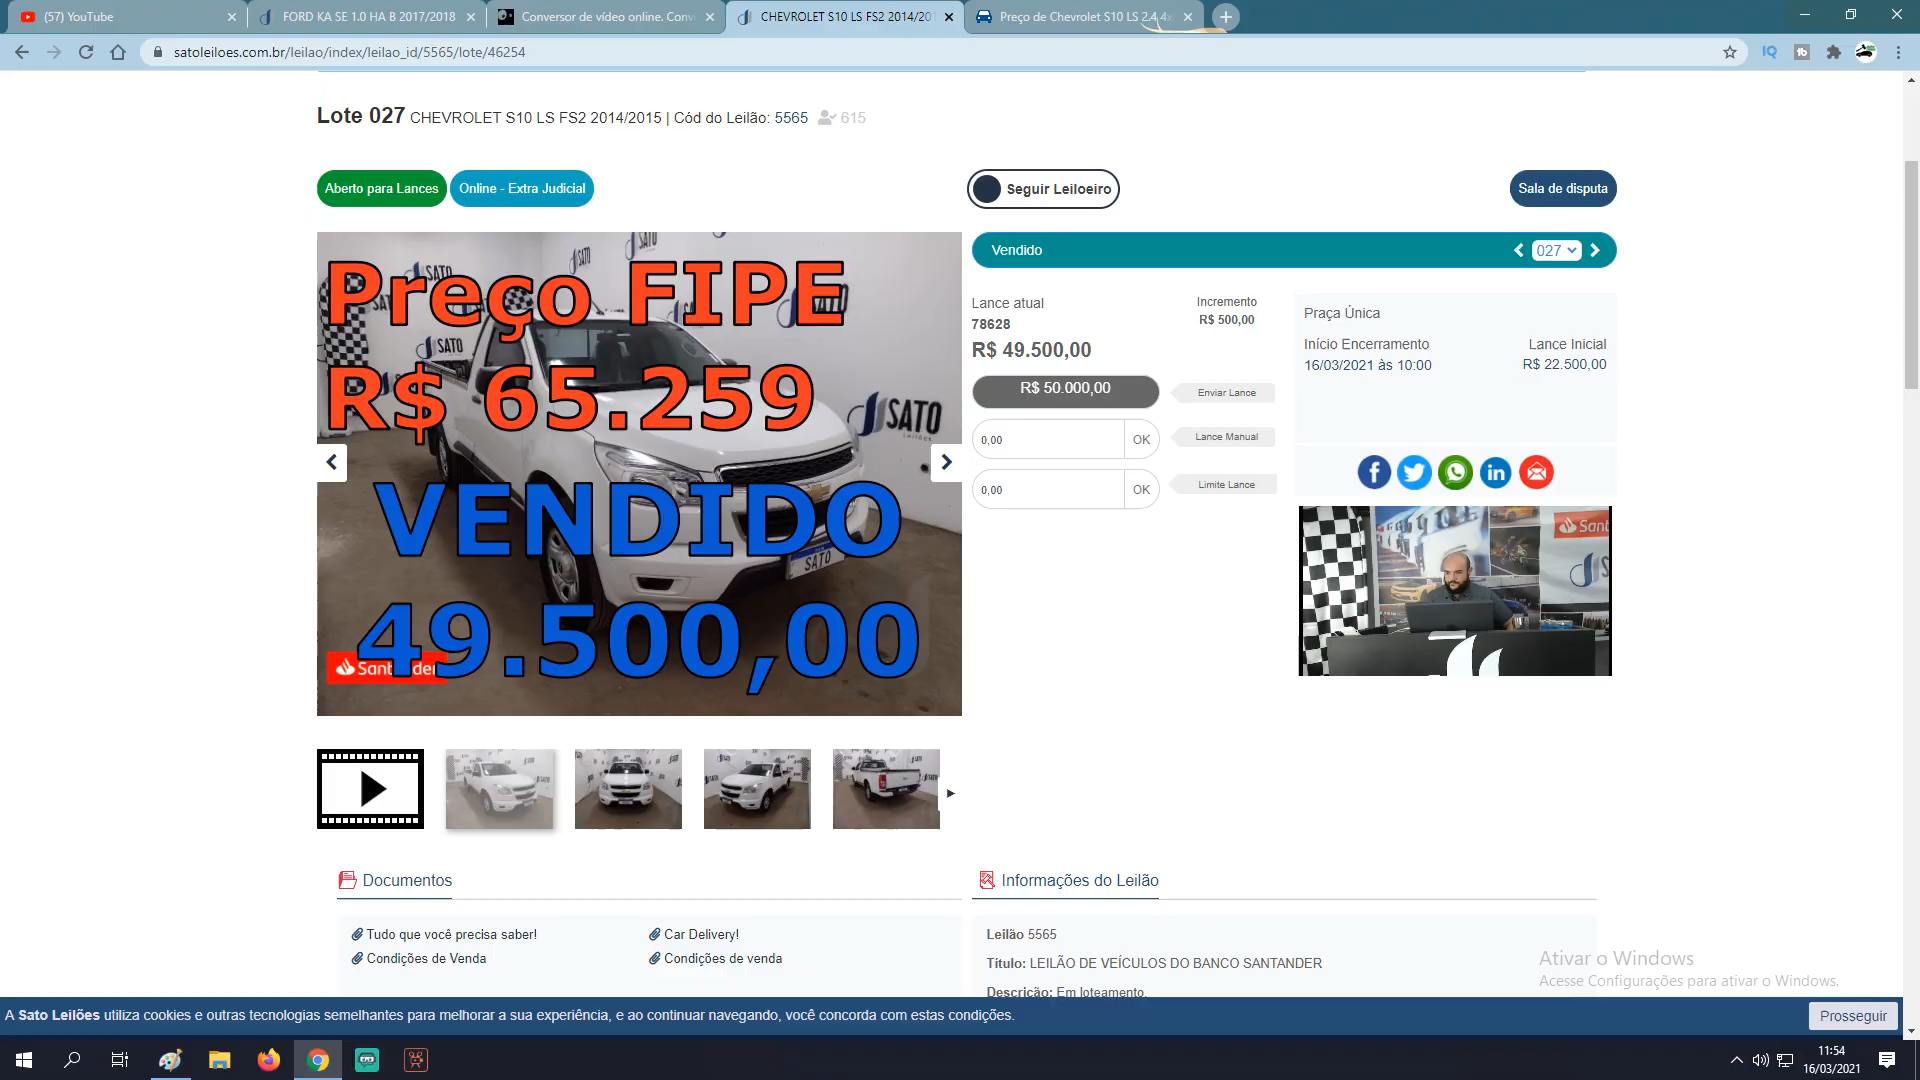 (57) YouTube
FORD KA SE 1.0 HA B 2017/2018
Conversor de vídeo online. Conv
CHEVROLET S10 LS FS2 2014/201
Preço de Chevrolet S10 LS 2.4 4x
satoleiloes.com.br/leilao/index/leilao_id/5565/lote/46254
Lote 027 CHEVROLET S10 LS FS2 2014/2015 | Cód do Leilão: 5565 615
Aberto para Lances
Online - Extra Judicial
Seguir Leiloeiro
Sala de disputa
Preço FIPE
R$ 65.259
VENDIDO
49.500,00
SATO
SATO
SATO
SATO
Santander
Vendido
027
Lance atual
78628
R$ 49.500,00
Incremento
R$ 500,00
R$ 50.000,00
Enviar Lance
0,00
OK
Lance Manual
0,00
OK
Limite Lance
Praça Única
Início Encerramento
16/03/2021 às 10:00
Lance Inicial
R$ 22.500,00
Sant
Documentos
Tudo que você precisa saber!
Car Delivery!
Condições de Venda
Condições de venda
Informações do Leilão
Leilão 5565
Título: LEILÃO DE VEÍCULOS DO BANCO SANTANDER
Descrição: Em loteamento.
Ativar o Windows
Acesse Configurações para ativar o Windows.
A Sato Leilões utiliza cookies e outras tecnologias semelhantes para melhorar a sua experiência, e ao continuar navegando, você concorda com estas condições.
Prosseguir
11:54
16/03/2021